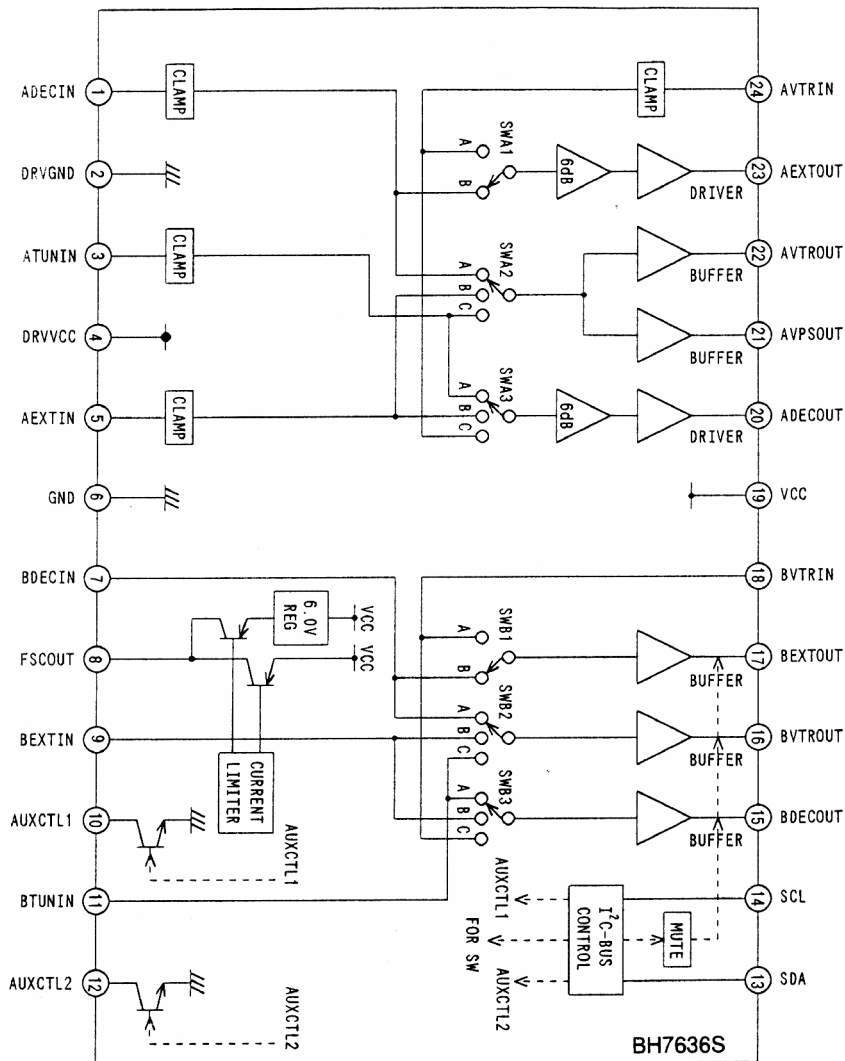 ADECIN 1 CLAMP
CLAMP 24 AVTRIN
DRVGND 2
A B SWA1 6dB DRIVER 23 AEXTOUT
ATUNIN 3 CLAMP
A B C SWA2 BUFFER 22 AVTROUT
DRVVCC 4
BUFFER 21 AVPSOUT
AEXTIN 5 CLAMP
A B C SWA3 6dB DRIVER 20 ADECOUT
GND 6
19 VCC
BDECIN 7
18 BVTRIN
6.0V REG VCC
FSCOUT 8 VCC
A B SWB1 BUFFER 17 BEXTOUT
BEXTIN 9
A B C SWB2 BUFFER 16 BVTROUT
CURRENT LIMITER
AUXCTL1 10 AUXCTL1
A B C SWB3 BUFFER 15 BDECOUT
BTUNIN 11
AUXCTL1 I²C-BUS CONTROL 14 SCL
FOR SW MUTE
AUXCTL2 12 AUXCTL2
AUXCTL2 13 SDA
BH7636S